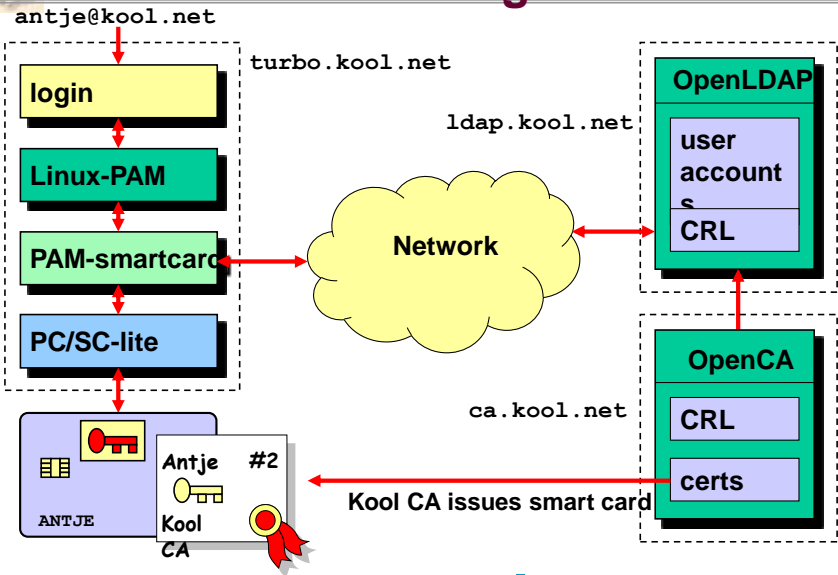 antje@kool.net
turbo.kool.net
login
Linux-PAM
PAM-smartcard
PC/SC-lite
ANTJE
Antje #2
Kool
CA
Network
ldap.kool.net
OpenLDAP
user
account
s
CRL
ca.kool.net
OpenCA
CRL
certs
Kool CA issues smart card